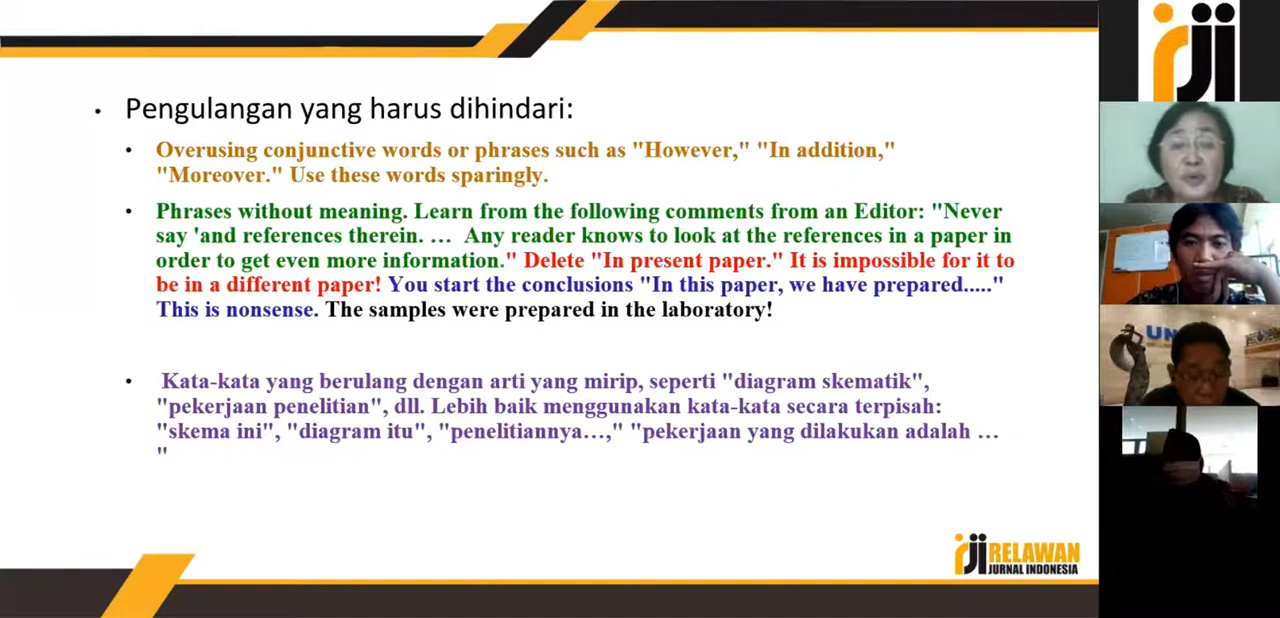 Pengulangan yang harus dihindari:
Overusing conjunctive words or phrases such as "However," "In addition,"
"Moreover." Use these words sparingly.
Phrases without meaning. Learn from the following comments from an Editor: "Never
say 'and references therein. … Any reader knows to look at the references in a paper in
order to get even more information." Delete "In present paper." It is impossible for it to
be in a different paper! You start the conclusions "In this paper, we have prepared....."
This is nonsense. The samples were prepared in the laboratory!
Kata-kata yang berulang dengan arti yang mirip, seperti "diagram skematik",
"pekerjaan penelitian", dll. Lebih baik menggunakan kata-kata secara terpisah:
"skema ini", "diagram itu", "penelitiannya…," "pekerjaan yang dilakukan adalah …
"
rji RELAWAN
JURNAL INDONESIA
rji
UN